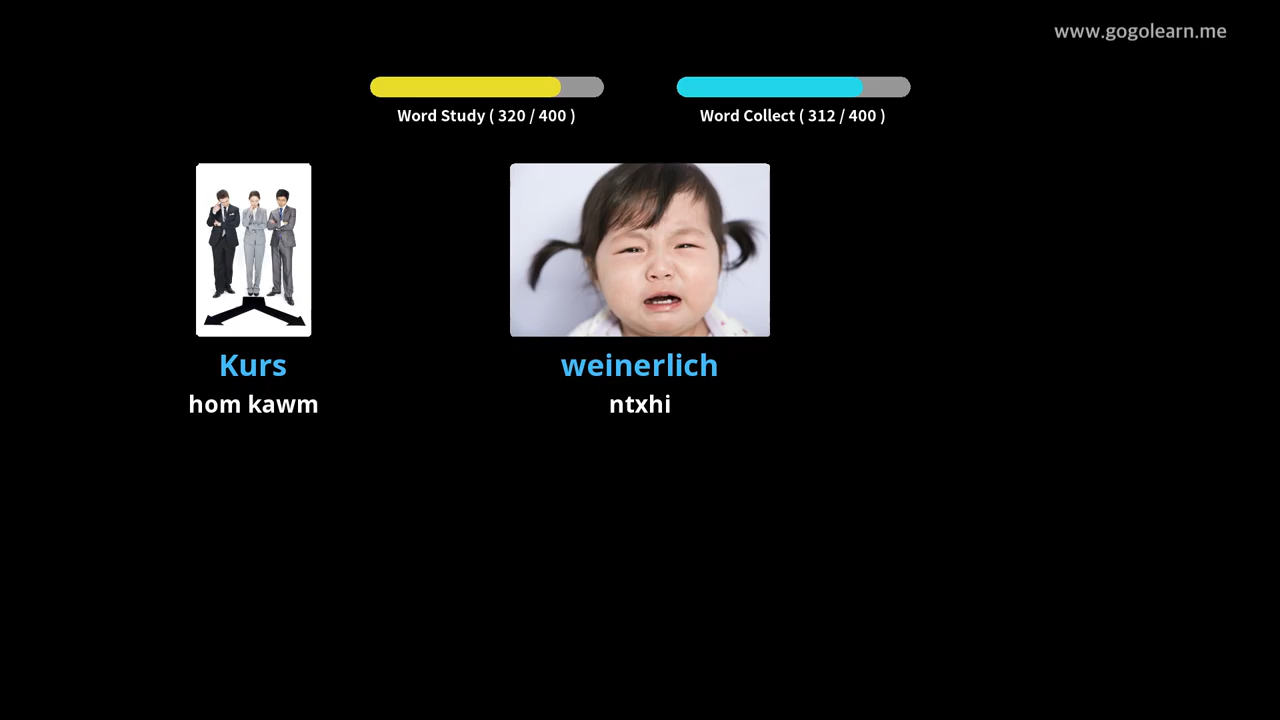 www.gogolearn.me
Word Study ( 320 / 400 )
Word Collect ( 312 / 400 )
Kurs
hom kawm
weinerlich
ntxhi